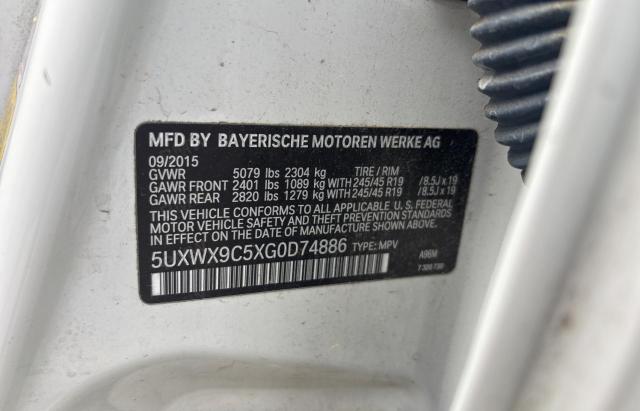 MFD BY BAYERISCHE MOTOREN WERKE AG
09/2015
GVWR 5079 lbs 2304 kg TIRE / RIM
GAWR FRONT 2401 lbs 1089 kg WITH 245/45 R19 / 8.5J x 19
GAWR REAR 2820 lbs 1279 kg WITH 245/45 R19 / 8.5J x 19
THIS VEHICLE CONFORMS TO ALL APPLICABLE U. S. FEDERAL
MOTOR VEHICLE SAFETY AND THEFT PREVENTION STANDARDS
IN EFFECT ON THE DATE OF MANUFACTURE SHOWN ABOVE.
5UXWX9C5XG0D74886 TYPE: MPV A96M